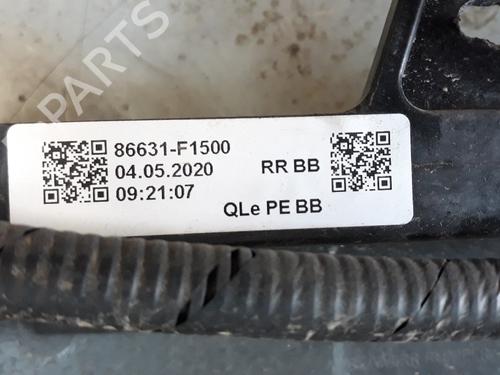 B-Parts
86631-F1500
04.05.2020 RR BB
09:21:07
QLe PE BB